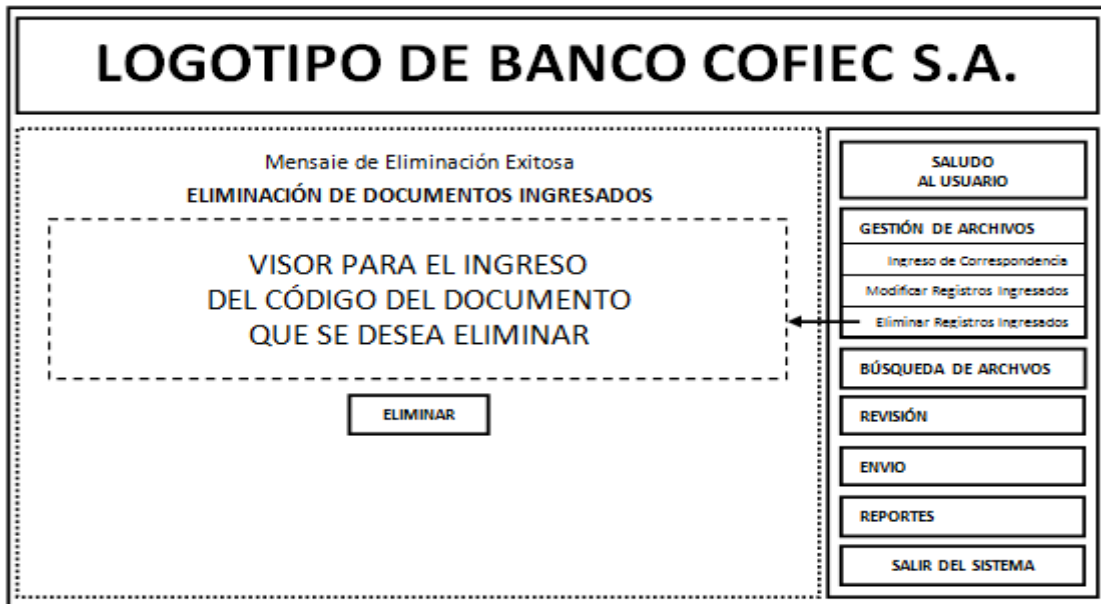 LOGOTIPO DE BANCO COFIEC S.A.
Mensaie de Eliminación Exitosa
ELIMINACIÓN DE DOCUMENTOS INGRESADOS
VISOR PARA EL INGRESO
DEL CÓDIGO DEL DOCUMENTO
QUE SE DESEA ELIMINAR
ELIMINAR
SALUDO
AL USUARIO
GESTIÓN DE ARCHIVOS
Ingreso de Correspondencia
Modificar Registros Ingresados
Eliminar Registros Ingresados
BÚSQUEDA DE ARCHVOS
REVISIÓN
ENVIO
REPORTES
SALIR DEL SISTEMA